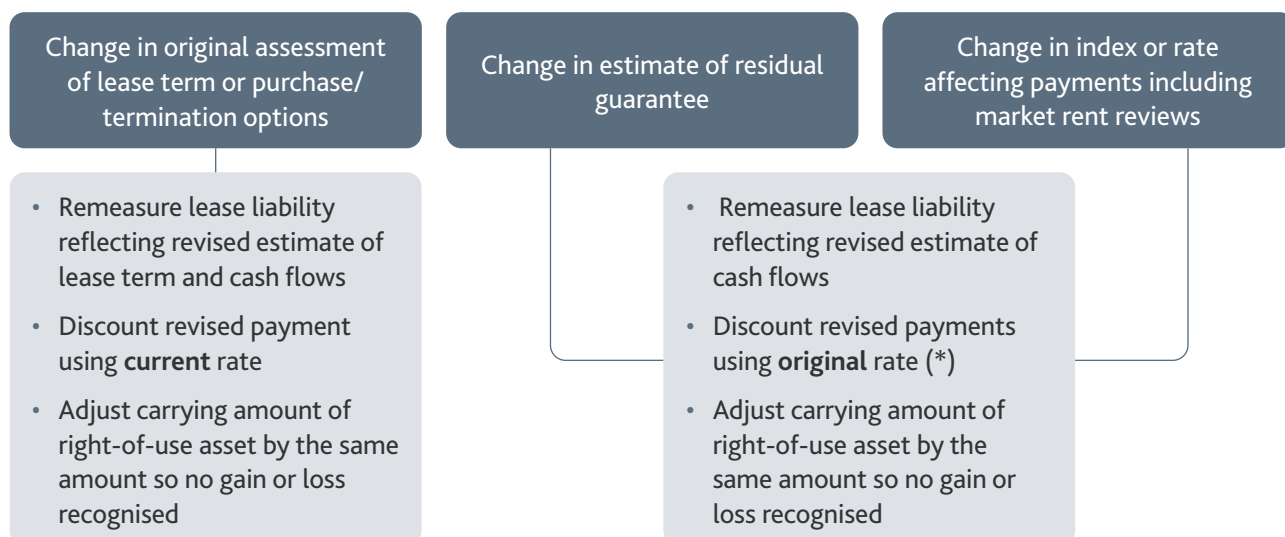 Change in original assessment
of lease term or purchase/
termination options
Change in estimate of residual
guarantee
Change in index or rate
affecting payments including
market rent reviews
• Remeasure lease liability
reflecting revised estimate of
lease term and cash flows
• Discount revised payment
using current rate
• Adjust carrying amount of
right-of-use asset by the same
amount so no gain or loss
recognised
• Remeasure lease liability
reflecting revised estimate of
cash flows
• Discount revised payments
using original rate (*)
• Adjust carrying amount of
right-of-use asset by the
same amount so no gain or
loss recognised